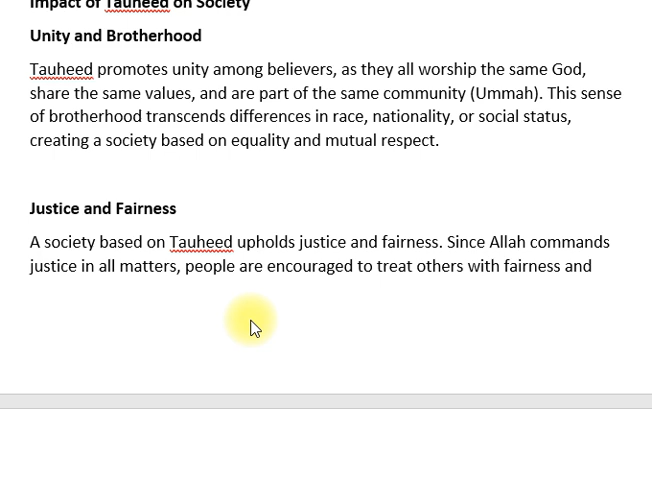 Impact of Tauheed on Society
Unity and Brotherhood
Tauheed promotes unity among believers, as they all worship the same God,
share the same values, and are part of the same community (Ummah). This sense
of brotherhood transcends differences in race, nationality, or social status,
creating a society based on equality and mutual respect.
Justice and Fairness
A society based on Tauheed upholds justice and fairness. Since Allah commands
justice in all matters, people are encouraged to treat others with fairness and